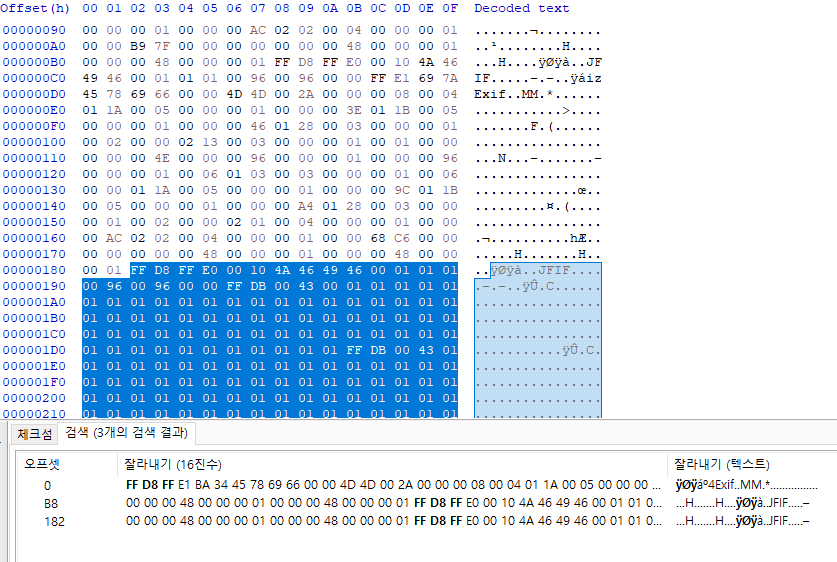 Offset(h) 00 01 02 03 04 05 06 07 08 09 0A 0B 0C 0D 0E 0F Decoded text
00000090 00 00 00 01 00 00 00 AC 02 02 00 04 00 00 00 01 .......¬........
000000A0 00 00 B9 7F 00 00 00 00 00 00 00 48 00 00 00 01 ..¹........H....
000000B0 00 00 00 48 00 00 00 01 FF D8 FF E0 00 10 4A 46 ...H....ÿØÿà..JF
000000C0 49 46 00 01 01 01 00 96 00 96 00 00 FF E1 69 7A IF.....–.–..ÿáiz
000000D0 45 78 69 66 00 00 4D 4D 00 2A 00 00 00 08 00 04 Exif..MM.*......
000000E0 01 1A 00 05 00 00 00 01 00 00 00 3E 01 1B 00 05 ...........>....
000000F0 00 00 00 01 00 00 00 46 01 28 00 03 00 00 00 01 .......F.(......
00000100 00 02 00 00 02 13 00 03 00 00 00 01 00 01 00 00 ................
00000110 00 00 00 4E 00 00 00 96 00 00 00 01 00 00 00 96 ...N...–.......–
00000120 00 00 00 01 00 06 01 03 00 03 00 00 00 01 00 06 ................
00000130 00 00 01 1A 00 05 00 00 00 01 00 00 00 9C 01 1B .............œ..
00000140 00 05 00 00 00 01 00 00 00 A4 01 28 00 03 00 00 .........¤.(....
00000150 00 01 00 02 00 00 02 01 00 04 00 00 00 01 00 00 ................
00000160 00 AC 02 02 00 04 00 00 00 01 00 00 68 C6 00 00 .¬..........hÆ..
00000170 00 00 00 00 00 48 00 00 00 01 00 00 00 48 00 00 .....H.......H..
00000180 00 01 FF D8 FF E0 00 10 4A 46 49 46 00 01 01 01 ..ÿØÿà..JFIF....
00000190 00 96 00 96 00 00 FF DB 00 43 00 01 01 01 01 01 .–.–..ÿÛ.C......
000001A0 01 01 01 01 01 01 01 01 01 01 01 01 01 01 01 01 ................
000001B0 01 01 01 01 01 01 01 01 01 01 01 01 01 01 01 01 ................
000001C0 01 01 01 01 01 01 01 01 01 01 01 01 01 01 01 01 ................
000001D0 01 01 01 01 01 01 01 01 01 01 01 FF DB 00 43 01 ...........ÿÛ.C.
000001E0 01 01 01 01 01 01 01 01 01 01 01 01 01 01 01 01 ................
000001F0 01 01 01 01 01 01 01 01 01 01 01 01 01 01 01 01 ................
00000200 01 01 01 01 01 01 01 01 01 01 01 01 01 01 01 01 ................
00000210 01 01 01 01 01 01 01 01 01 01 01 01 01 01 01 01 ................
체크섬 검색 (3개의 검색 결과)
오프셋 잘라내기 (16진수) 잘라내기 (텍스트)
0 FF D8 FF E1 BA 34 45 78 69 66 00 00 4D 4D 00 2A 00 00 00 08 00 04 01 1A 00 05 00 00 00 ... ÿØÿáº4Exif..MM.*...............
B8 00 00 00 48 00 00 00 01 00 00 00 48 00 00 00 01 FF D8 FF E0 00 10 4A 46 49 46 00 01 01 0... ...H.......H....ÿØÿà..JFIF.....–
182 00 00 00 48 00 00 00 01 00 00 00 48 00 00 00 01 FF D8 FF E0 00 10 4A 46 49 46 00 01 01 0... ...H.......H....ÿØÿà..JFIF.....–